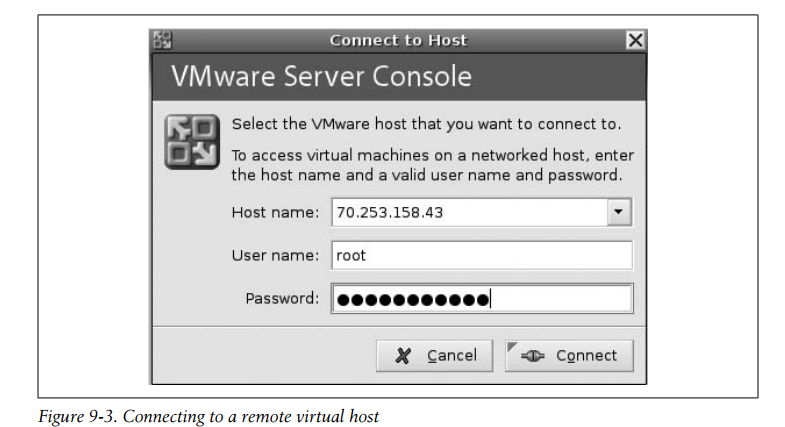 Connect to Host
VMware Server Console
Select the VMware host that you want to connect to.
To access virtual machines on a networked host, enter
the host name and a valid user name and password.
Host name: 70.253.158.43
User name: root
Password: ●●●●●●●●●●●
Cancel Connect
Figure 9-3. Connecting to a remote virtual host